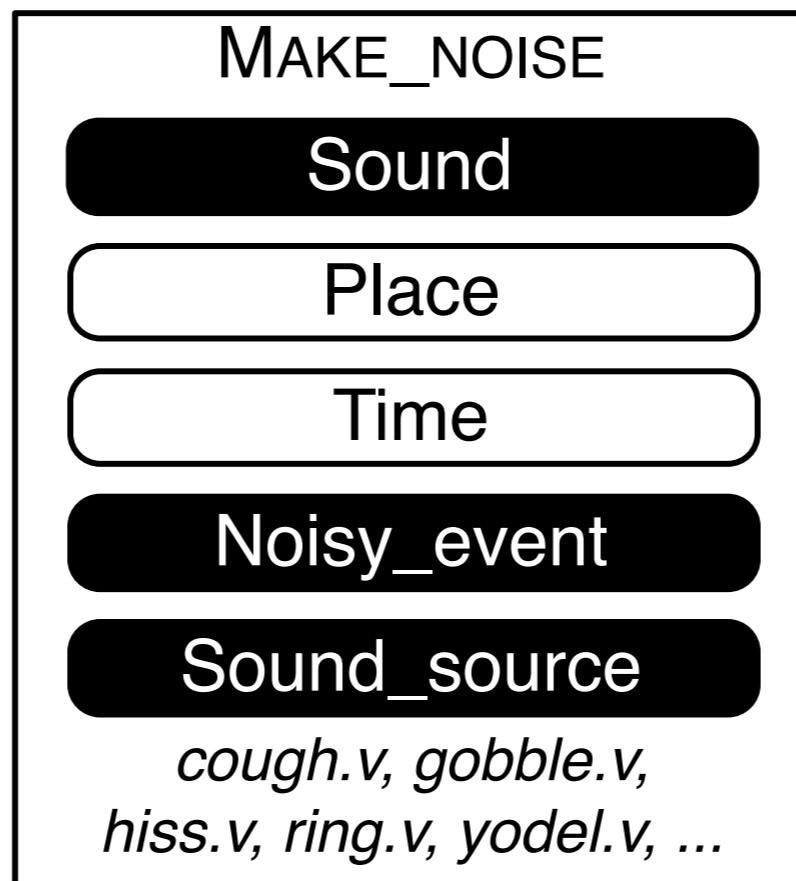 MAKE_NOISE
Sound
Place
Time
Noisy_event
Sound_source
cough.v, gobble.v,
hiss.v, ring.v, yodel.v, ...